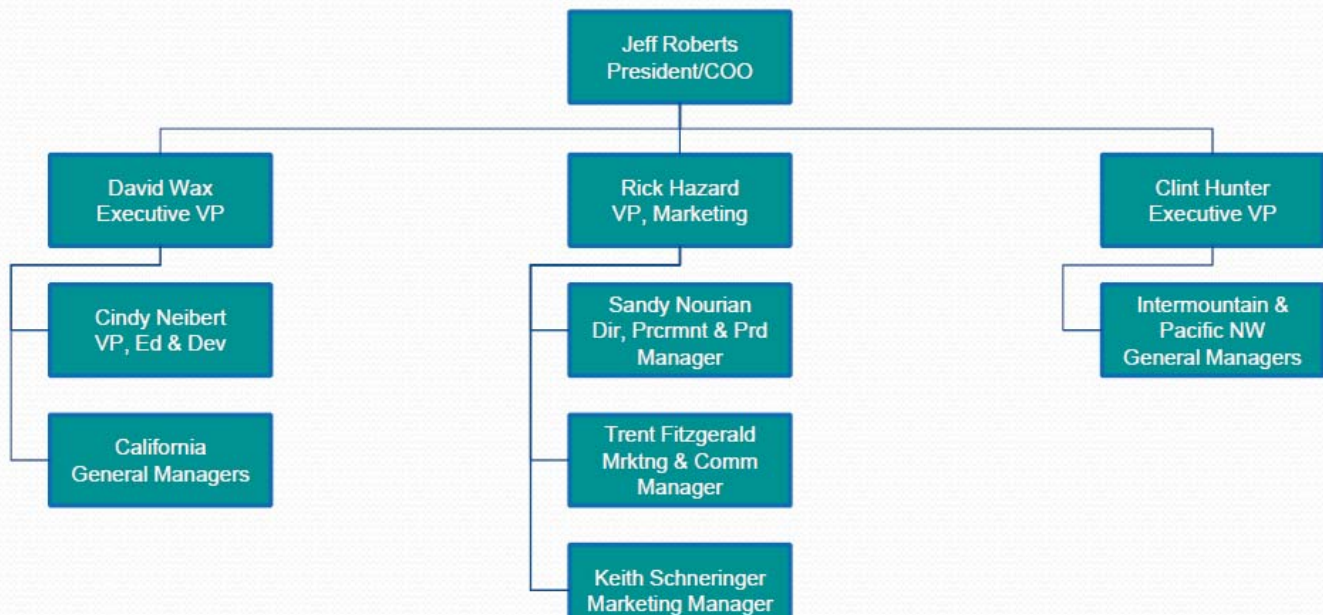 Jeff Roberts
President/COO
David Wax
Executive VP
Rick Hazard
VP, Marketing
Clint Hunter
Executive VP
Cindy Neibert
VP, Ed & Dev
Sandy Nourian
Dir, Prcrmnt & Prd
Manager
Intermountain &
Pacific NW
General Managers
California
General Managers
Trent Fitzgerald
Mrktng & Comm
Manager
Keith Schneringer
Marketing Manager